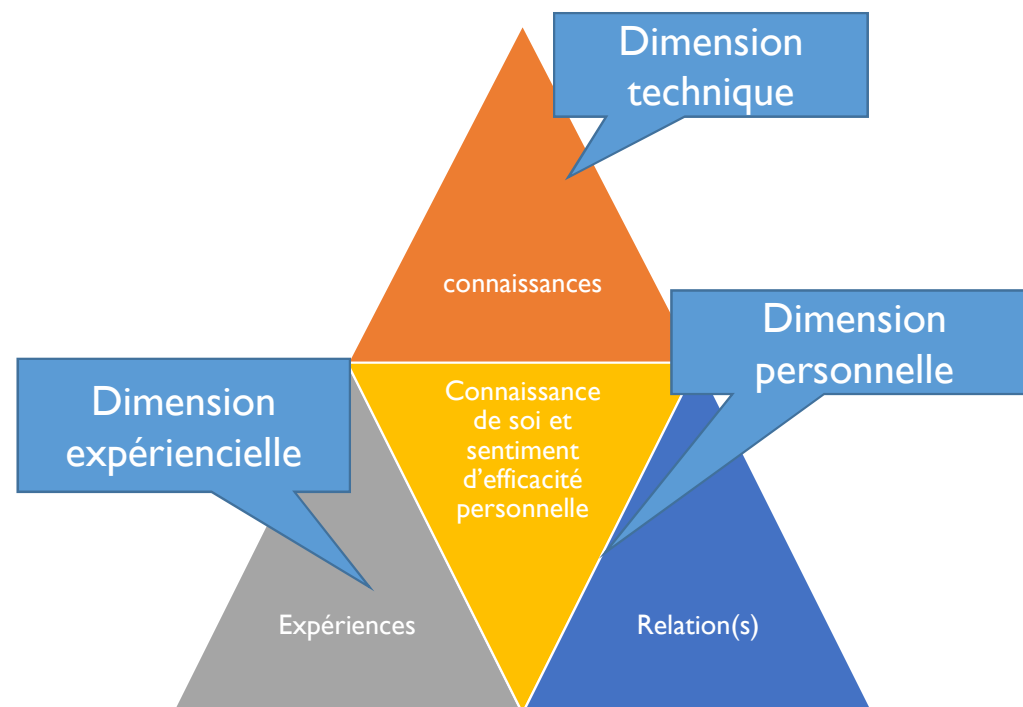 Dimension
technique
connaissances
Dimension
personnelle
Dimension
expériencielle
Connaissance
de soi et
sentiment
d'efficacité
personnelle
Expériences
Relation(s)